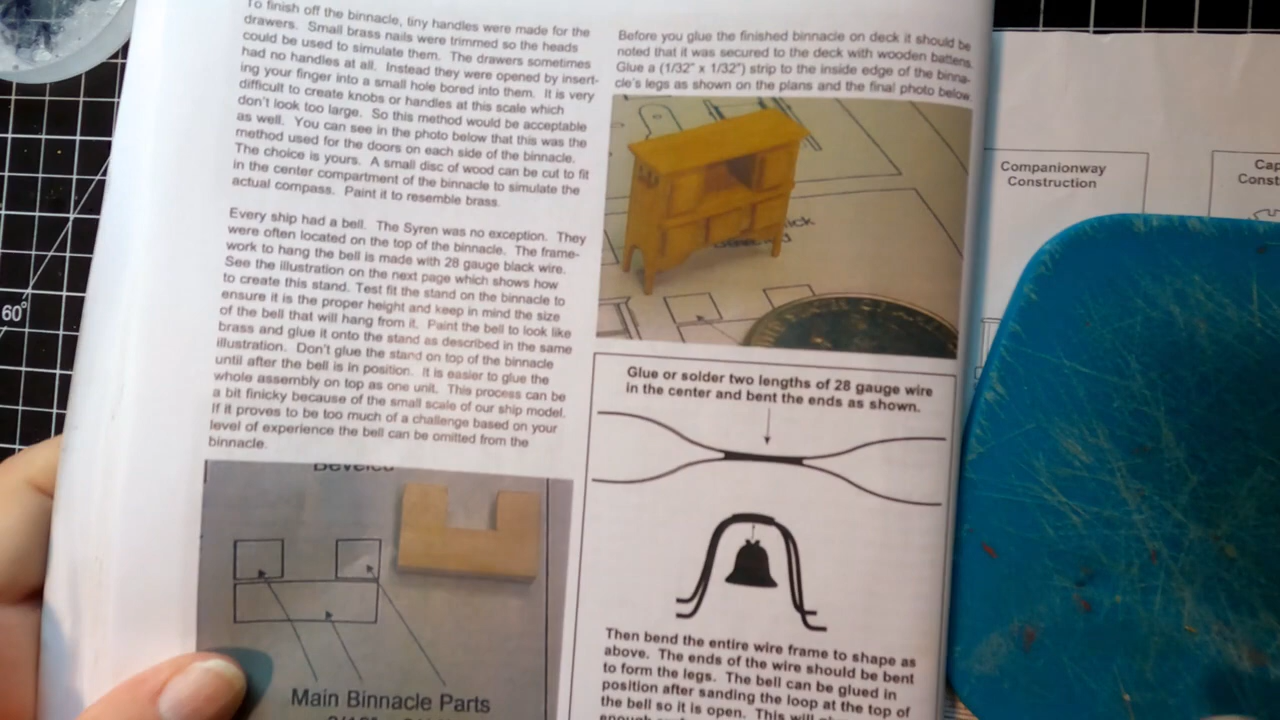 To finish off the binnacle, tiny handles were made for the
drawers. Small brass nails were trimmed so the heads
could be used to simulate them. The drawers sometimes
had no handles at all. Instead they were opened by insert-
ing your finger into a small hole bored into them. It is very
difficult to create knobs or handles at this scale which
don't look too large. So this method would be acceptable
as well. You can see in the photo below that this was the
method used for the doors on each side of the binnacle.
The choice is yours. A small disc of wood can be cut to fit
in the center compartment of the binnacle to simulate the
actual compass. Paint it to resemble brass.
Every ship had a bell. The Syren was no exception. They
were often located on the top of the binnacle. The frame-
work to hang the bell is made with 28 gauge black wire.
See the illustration on the next page which shows how
to create this stand. Test fit the stand on the binnacle to
ensure it is the proper height and keep in mind the size
of the bell that will hang from it. Paint the bell to look like
brass and glue it onto the stand as described in the same
illustration. Don't glue the stand on top of the binnacle
until after the bell is in position. It is easier to glue the
whole assembly on top as one unit. This process can be
a bit finicky because of the small scale of our ship model.
If it proves to be too much of a challenge based on your
level of experience the bell can be omitted from the
binnacle.
Beveled
Main Binnacle Parts
Before you glue the finished binnacle on deck it should be
noted that it was secured to the deck with wooden battens.
Glue a (1/32" x 1/32") strip to the inside edge of the binna-
cle's legs as shown on the plans and the final photo below
Glue or solder two lengths of 28 gauge wire
in the center and bent the ends as shown.
Then bend the entire wire frame to shape as
above. The ends of the wire should be bent
to form the legs. The bell can be glued in
position after sanding the loop at the top of
the bell so it is open. This will
Companionway
Construction
Cap
Const
60°